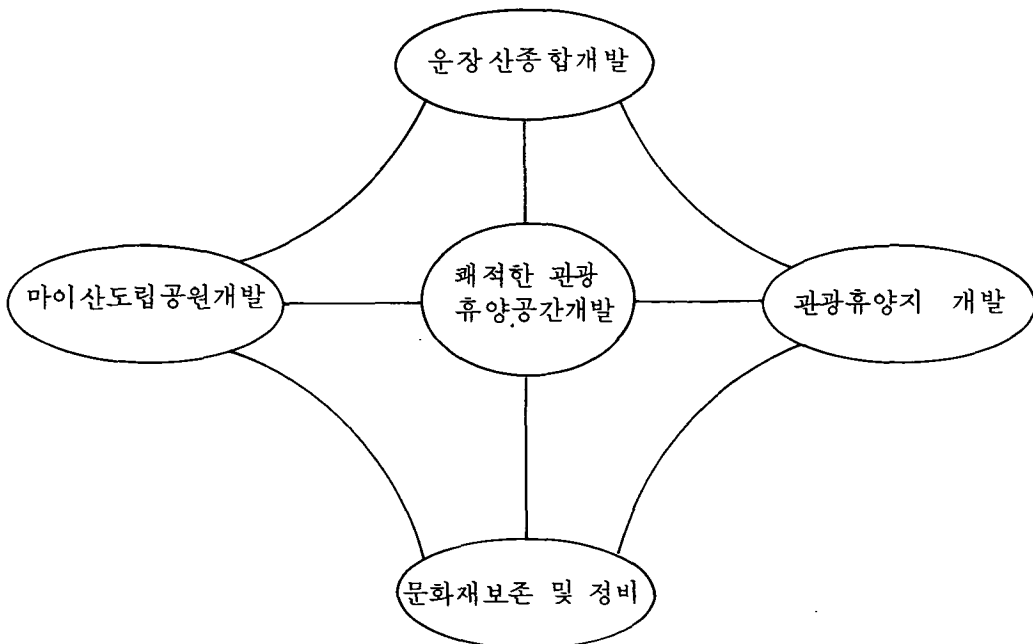 운장산종합개발
쾌적한 관광
휴양공간개발
마이산도립공원개발
관광휴양지 개발
문화재보존 및 정비